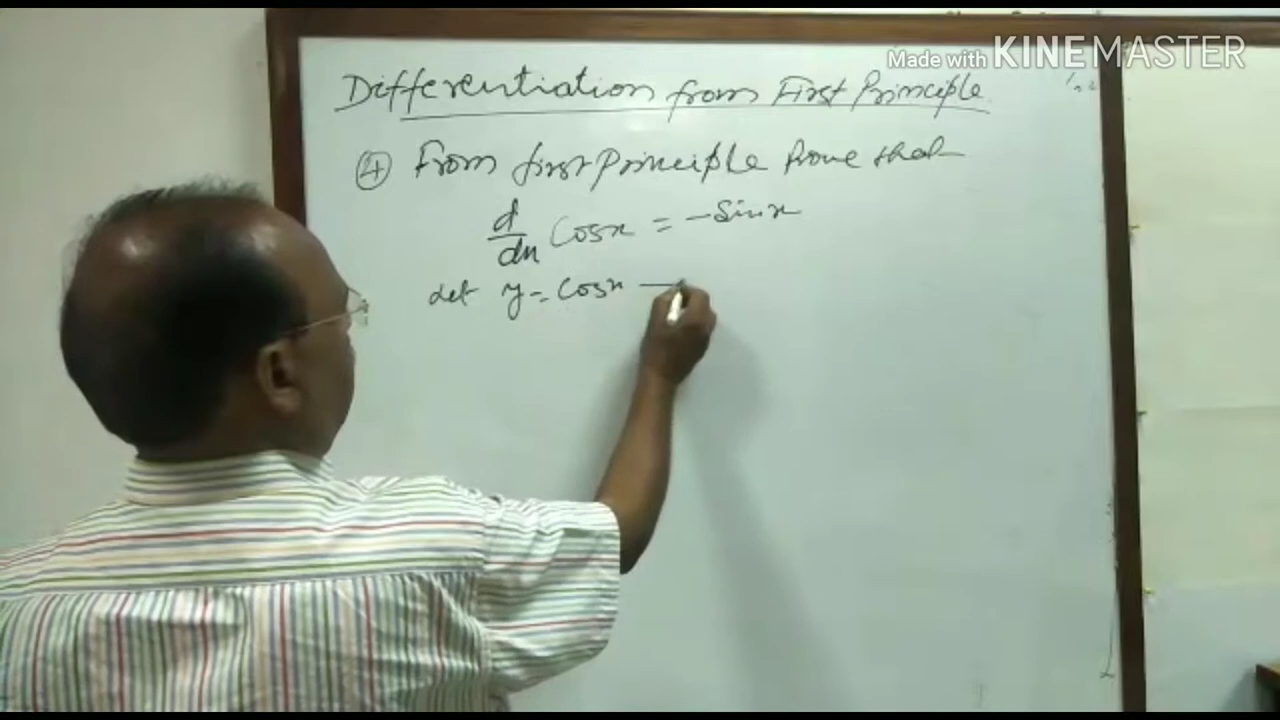 Made with KINEMASTER
Differentiation from First Principle
④ From first Principle Prove that
d/dx Cosx = -Sinx
Let y = Cosx —